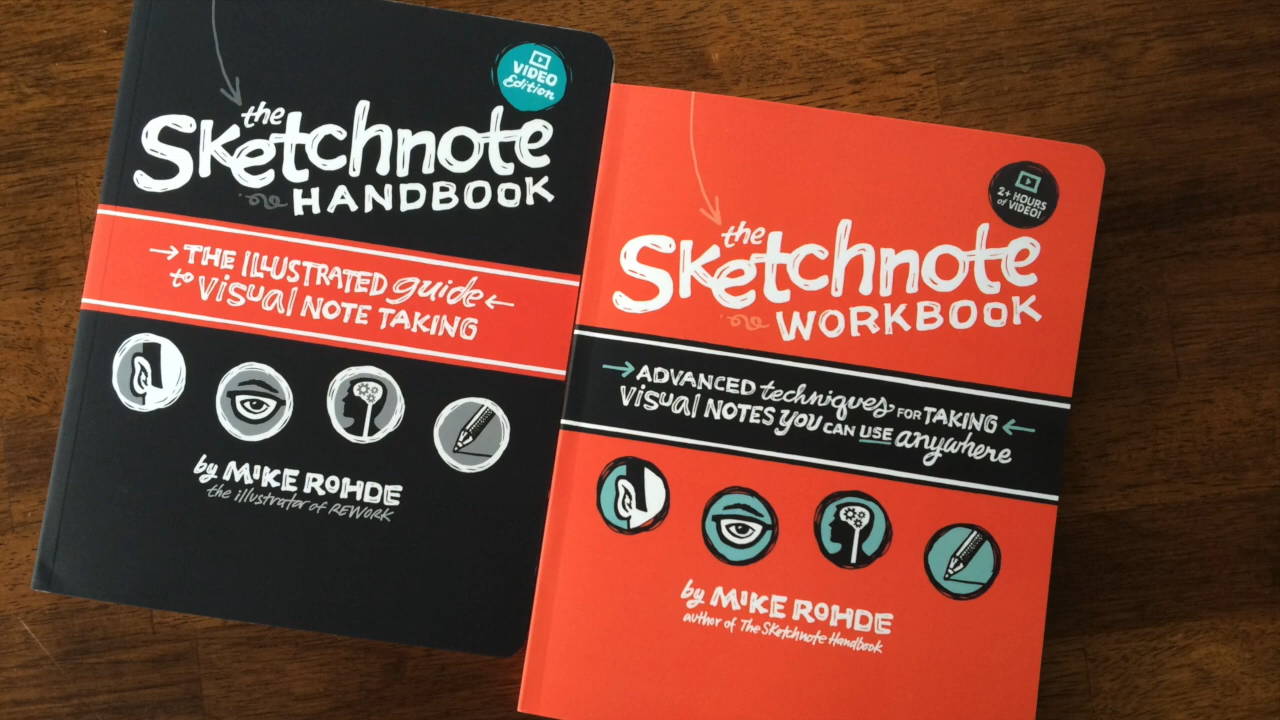 VIDEO
Edition
the
Sketchnote
HANDBOOK
THE ILLUSTRATED guide
to Visual NOTE TAKING
by MIKE ROHDE
the illustrator of REWORK
2+ HOURS
of VIDEO!
the
Sketchnote
WORKBOOK
ADVANCED techniques FOR TAKING
Visual NOTES YOU CAN USE anywhere
by MIKE ROHDE
author of The Sketchnote Handbook